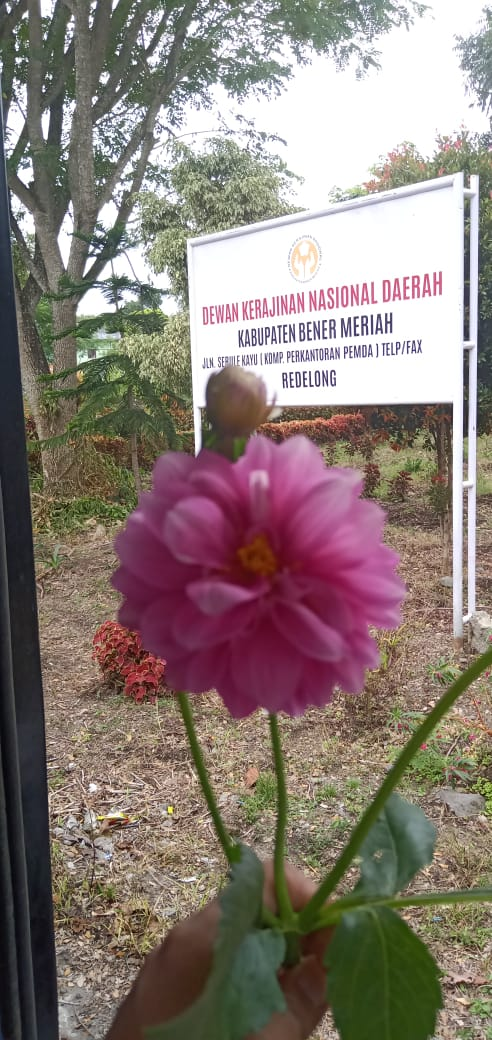 DEWAN KERAJINAN NASIONAL DAERAH
KABUPATEN BENER MERIAH
JLN. SERULE KAYU ( KOMP. PERKANTORAN PEMDA ) TELP/FAX
REDELONG